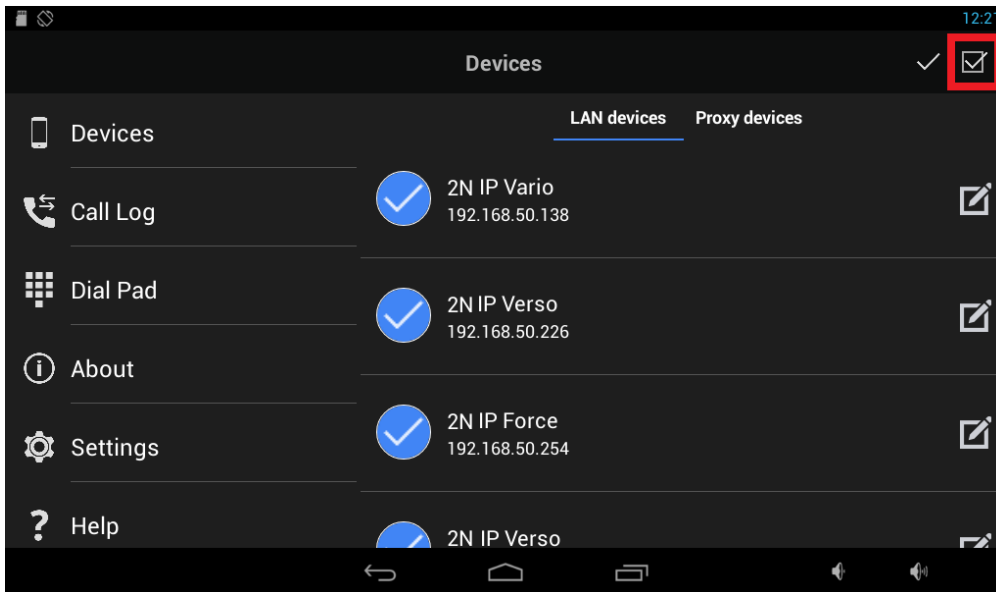 12:21
Devices
LAN devices Proxy devices
Devices
Call Log
Dial Pad
About
Settings
Help
2N IP Vario
192.168.50.138
2N IP Verso
192.168.50.226
2N IP Force
192.168.50.254
2N IP Verso